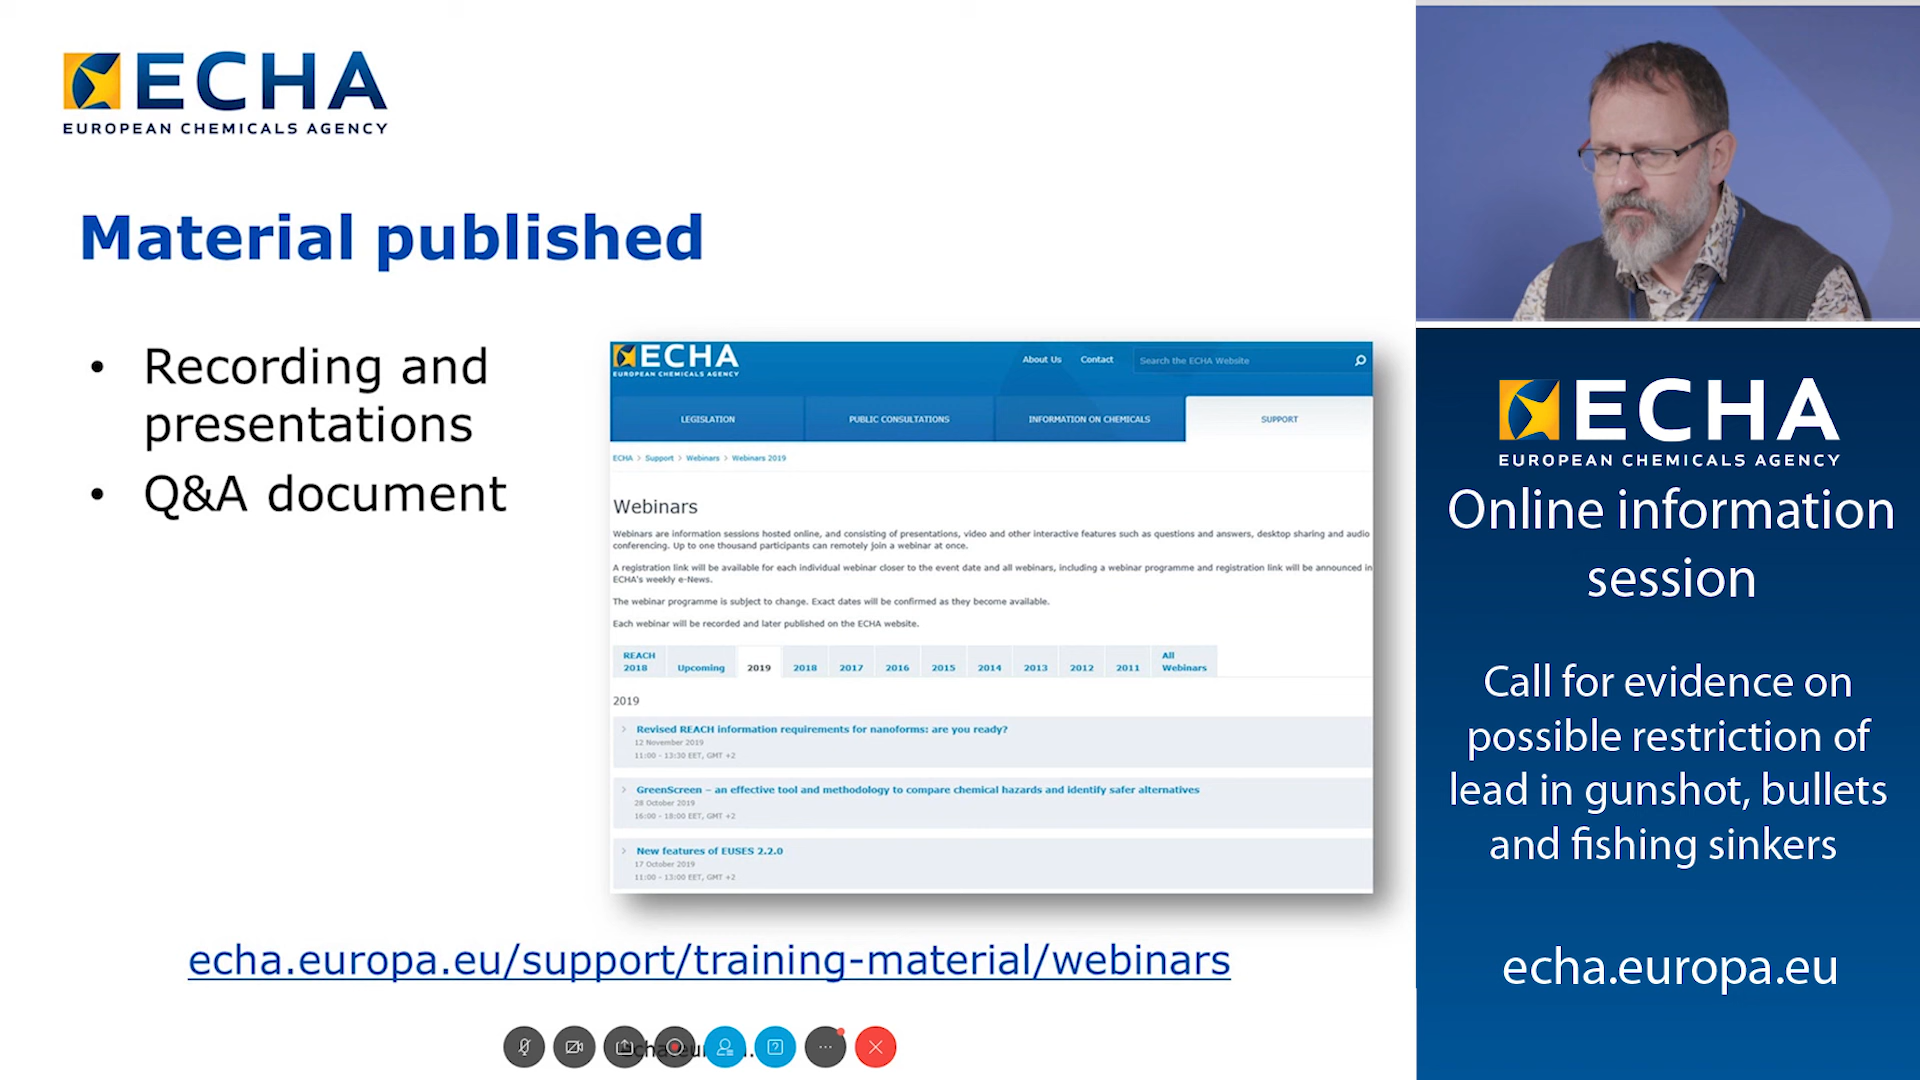 ECHA
EUROPEAN CHEMICALS AGENCY
Material published
• Recording and
presentations
• Q&A document
ECHA
EUROPEAN CHEMICALS AGENCY
About Us
Contact
Search the ECHA Website
LEGISLATION
PUBLIC CONSULTATIONS
INFORMATION ON CHEMICALS
SUPPORT
ECHA > Support > Webinars > Webinars 2019
Webinars
Webinars are information sessions hosted online, and consisting of presentations, video and other interactive features such as questions and answers, desktop sharing and audio
conferencing. Up to one thousand participants can remotely join a webinar at once.
A registration link will be available for each individual webinar closer to the event date and all webinars, including a webinar programme and registration link will be announced in
ECHA's weekly e-News.
The webinar programme is subject to change. Exact dates will be confirmed as they become available.
Each webinar will be recorded and later published on the ECHA website.
REACH
2018
Upcoming
2019
2018
2017
2016
2015
2014
2013
2012
2011
All
Webinars
2019
Revised REACH information requirements for nanoforms: are you ready?
12 November 2019
11:00 - 13:30 EET, GMT +2
GreenScreen – an effective tool and methodology to compare chemical hazards and identify safer alternatives
28 October 2019
16:00 - 18:00 EET, GMT +2
New features of EUSES 2.2.0
17 October 2019
11:00 - 13:00 EET, GMT +2
echa.europa.eu/support/training-material/webinars
ECHA
EUROPEAN CHEMICALS AGENCY
Online information
session
Call for evidence on
possible restriction of
lead in gunshot, bullets
and fishing sinkers
echa.europa.eu